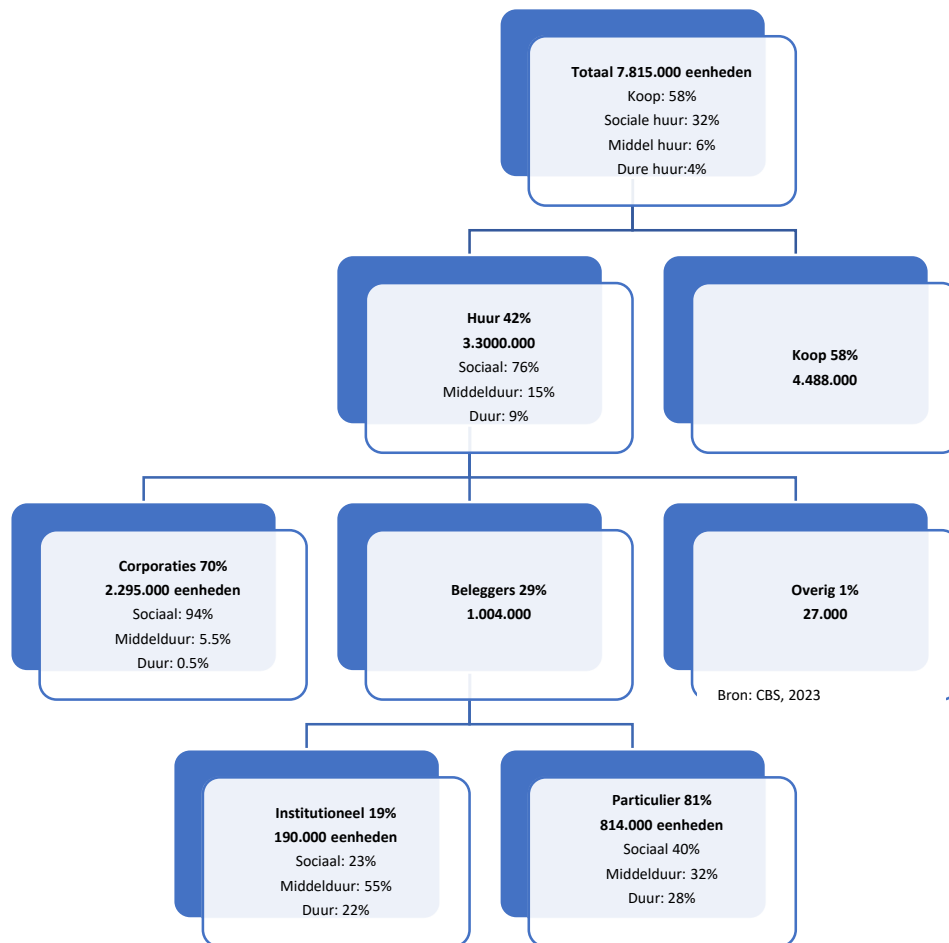 Totaal 7.815.000 eenheden
Koop: 58%
Sociale huur: 32%
Middel huur: 6%
Dure huur:4%
Huur 42%
3.3000.000
Sociaal: 76%
Middelduur: 15%
Duur: 9%
Koop 58%
4.488.000
Corporaties 70%
2.295.000 eenheden
Sociaal: 94%
Middelduur: 5.5%
Duur: 0.5%
Beleggers 29%
1.004.000
Overig 1%
27.000
Bron: CBS, 2023
Institutioneel 19%
190.000 eenheden
Sociaal: 23%
Middelduur: 55%
Duur: 22%
Particulier 81%
814.000 eenheden
Sociaal 40%
Middelduur: 32%
Duur: 28%